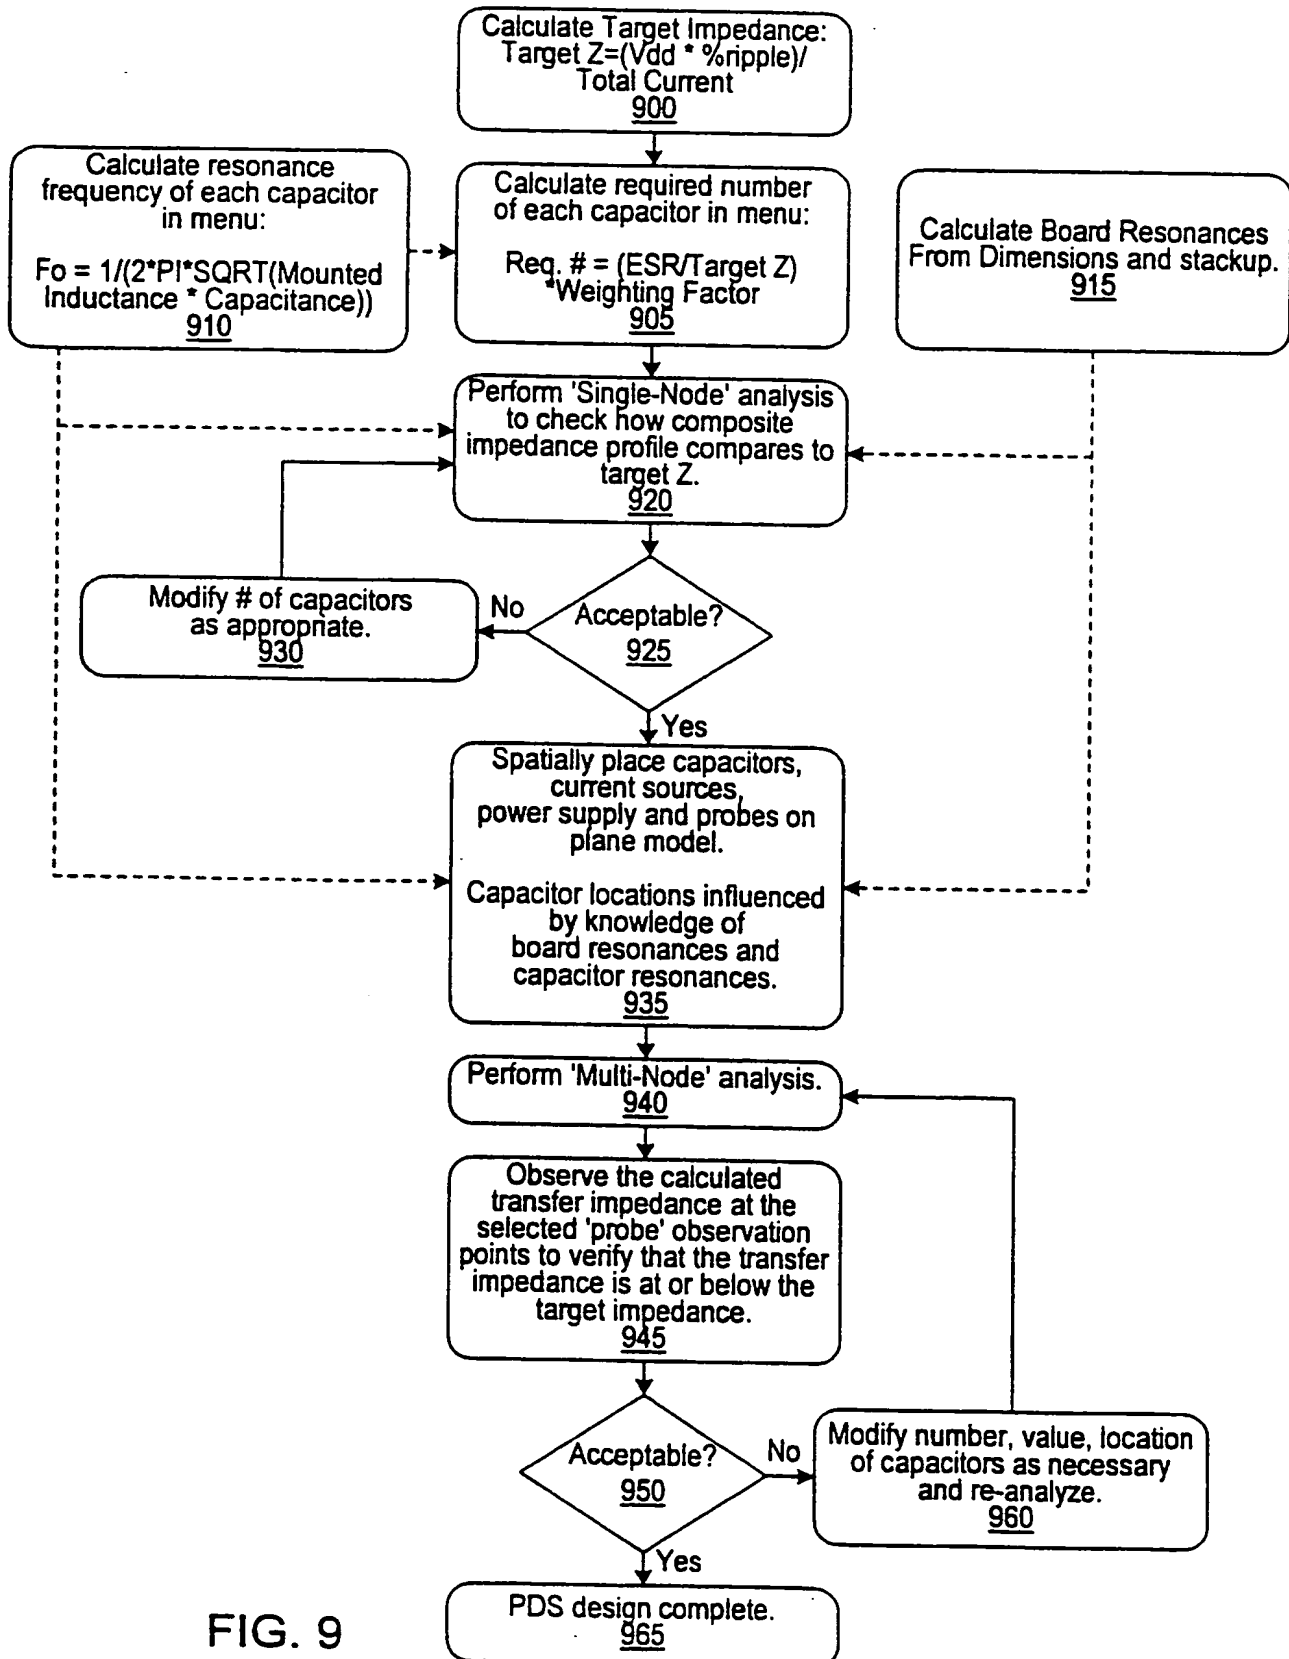 Calculate Target Impedance:
Target Z=(Vdd * %ripple)/
Total Current
900
Calculate resonance
frequency of each capacitor
in menu:
Fo = 1/(2*PI*SQRT(Mounted
Inductance * Capacitance))
910
Calculate required number
of each capacitor in menu:
Req. # = (ESR/Target Z)
*Weighting Factor
905
Calculate Board Resonances
From Dimensions and stackup.
915
Perform 'Single-Node' analysis
to check how composite
impedance profile compares to
target Z.
920
Modify # of capacitors
as appropriate.
930
No
Acceptable?
925
Yes
Spatially place capacitors,
current sources,
power supply and probes on
plane model.
Capacitor locations influenced
by knowledge of
board resonances and
capacitor resonances.
935
Perform 'Multi-Node' analysis.
940
Observe the calculated
transfer impedance at the
selected 'probe' observation
points to verify that the transfer
impedance is at or below the
target impedance.
945
Acceptable?
950
No
Modify number, value, location
of capacitors as necessary
and re-analyze.
960
Yes
PDS design complete.
965
FIG. 9